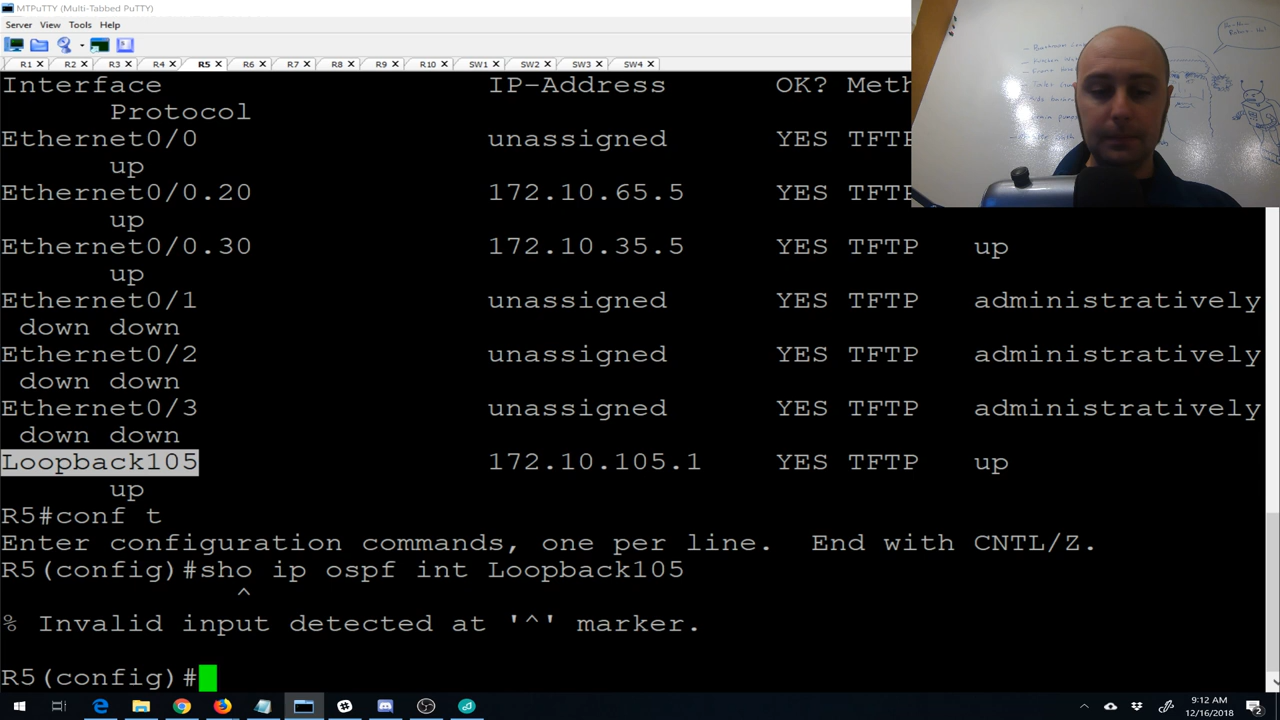 MTPuTTY (Multi-Tabbed PuTTY)
Server View Tools Help
R1 R2 R3 R4 R5 R6 R7 R8 R9 R10 SW1 SW2 SW3 SW4
Interface IP-Address OK? Meth
Protocol
Ethernet0/0 unassigned YES TFTP
up
Ethernet0/0.20 172.10.65.5 YES TFTP
up
Ethernet0/0.30 172.10.35.5 YES TFTP up
up
Ethernet0/1 unassigned YES TFTP administratively
down down
Ethernet0/2 unassigned YES TFTP administratively
down down
Ethernet0/3 unassigned YES TFTP administratively
down down
Loopback105 172.10.105.1 YES TFTP up
up
R5#conf t
Enter configuration commands, one per line. End with CNTL/Z.
R5(config)#sho ip ospf int Loopback105
^
% Invalid input detected at '^' marker.
R5(config)#
9:12 AM
12/16/2018
2